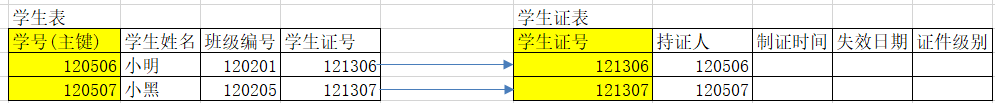 学生表 学生证表
学号(主键) 学生姓名 班级编号 学生证号 学生证号 持证人 制证时间 失效日期 证件级别
120506 小明 120201 121306 121306 120506
120507 小黑 120205 121307 121307 120507